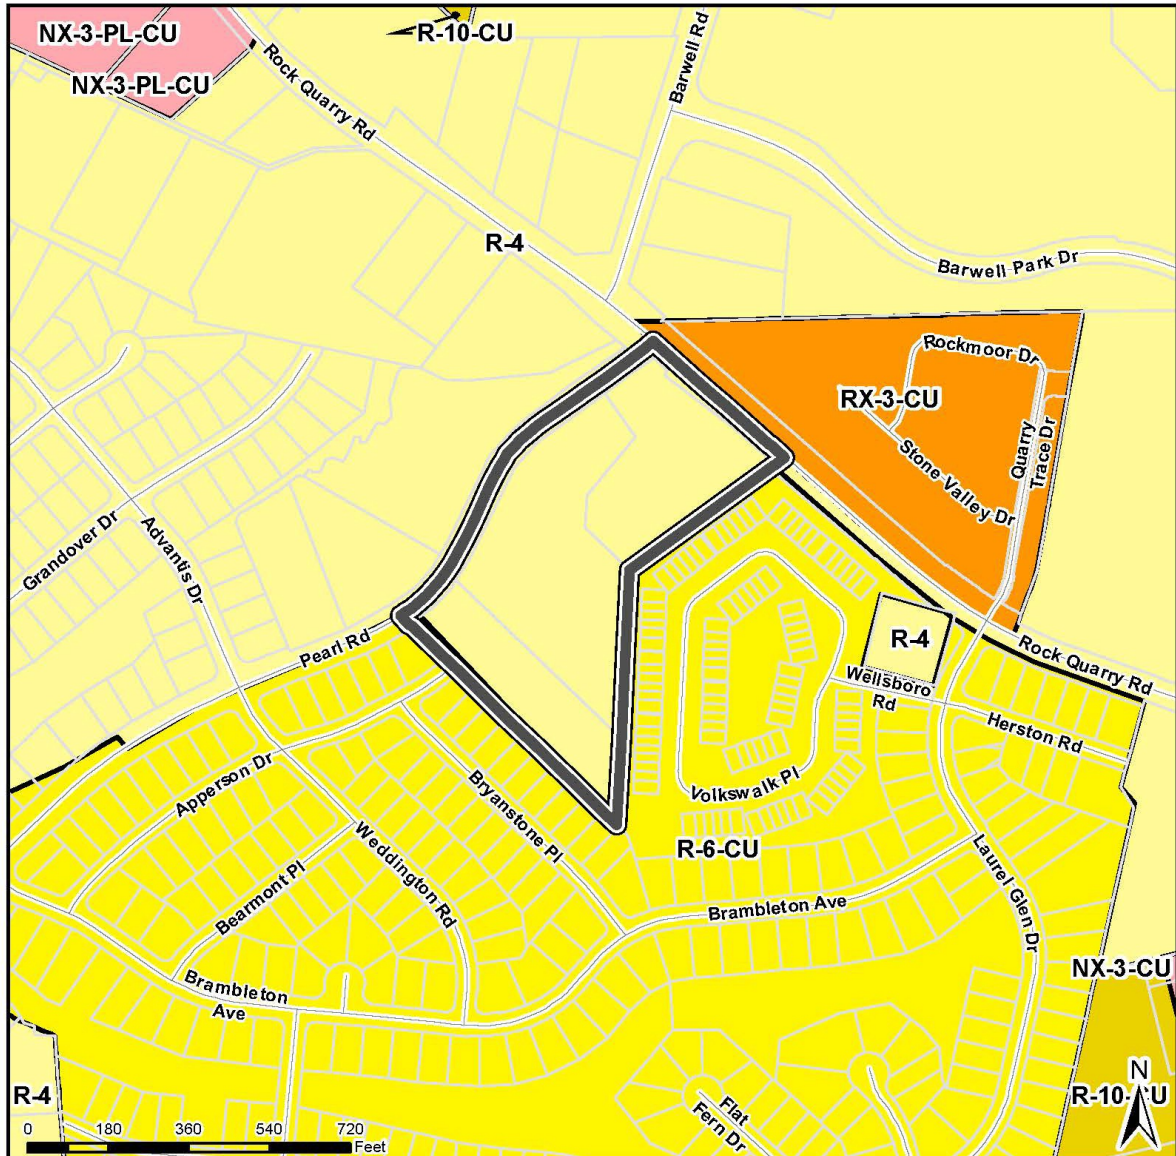 NX-3-PL-CU
R-10-CU
NX-3-PL-CU
Rock Quarry Rd
Barwell Rd
R-4
Barwell Park Dr
Rockmoor Dr
RX-3-CU
Quarry
Trace Dr
Stone Valley Dr
Grandover Dr
Advantis Dr
Pearl Rd
R-4
Rock Quarry Rd
Wellsboro
Rd
Herston Rd
Apperson Dr
Bryanstone Pl
Volkswalk Pl
Weddington Rd
R-6-CU
Laurel Glen Dr
Bearmont Pl
Brambleton Ave
Brambleton
Ave
NX-3-CU
R-4
Flat
Fern Dr
N
R-10-CU
0 180 360 540 720
Feet